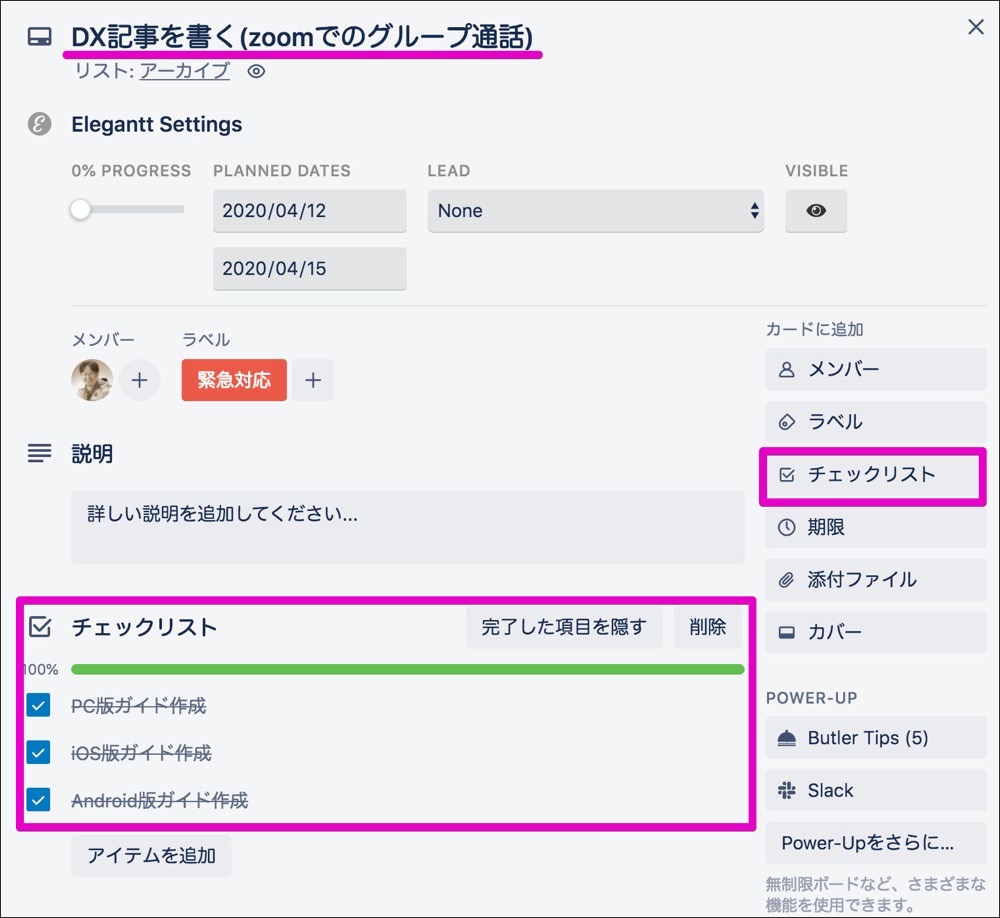 DX記事を書く(zoomでのグループ通話)
リスト: アーカイブ
Elegantt Settings
0% PROGRESS
PLANNED DATES
LEAD
VISIBLE
2020/04/12
None
2020/04/15
メンバー
ラベル
緊急対応
説明
詳しい説明を追加してください...
チェックリスト
完了した項目を隠す
削除
100%
PC版ガイド作成
iOS版ガイド作成
Android版ガイド作成
アイテムを追加
カードに追加
メンバー
ラベル
チェックリスト
期限
添付ファイル
カバー
POWER-UP
Butler Tips (5)
Slack
Power-Upをさらに...
無制限ボードなど、さまざまな
機能を使用できます。